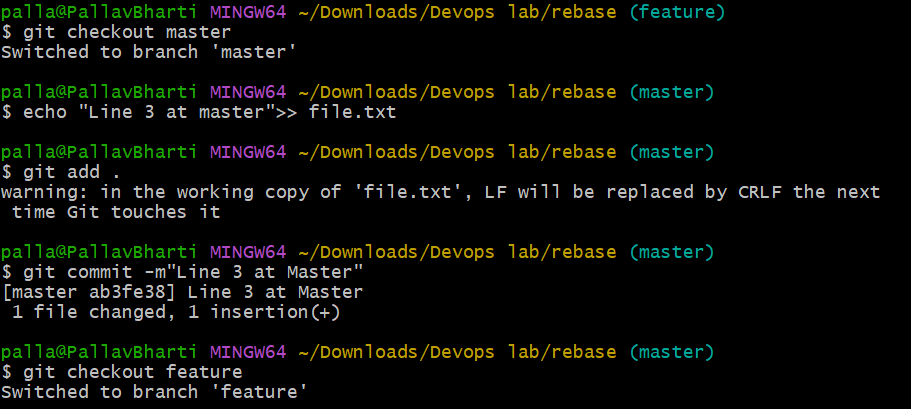 palla@PallavBharti MINGW64 ~/Downloads/Devops lab/rebase (feature)
$ git checkout master
Switched to branch 'master'
palla@PallavBharti MINGW64 ~/Downloads/Devops lab/rebase (master)
$ echo "Line 3 at master">> file.txt
palla@PallavBharti MINGW64 ~/Downloads/Devops lab/rebase (master)
$ git add .
warning: in the working copy of 'file.txt', LF will be replaced by CRLF the next
 time Git touches it
palla@PallavBharti MINGW64 ~/Downloads/Devops lab/rebase (master)
$ git commit -m"Line 3 at Master"
[master ab3fe38] Line 3 at Master
 1 file changed, 1 insertion(+)
palla@PallavBharti MINGW64 ~/Downloads/Devops lab/rebase (master)
$ git checkout feature
Switched to branch 'feature'